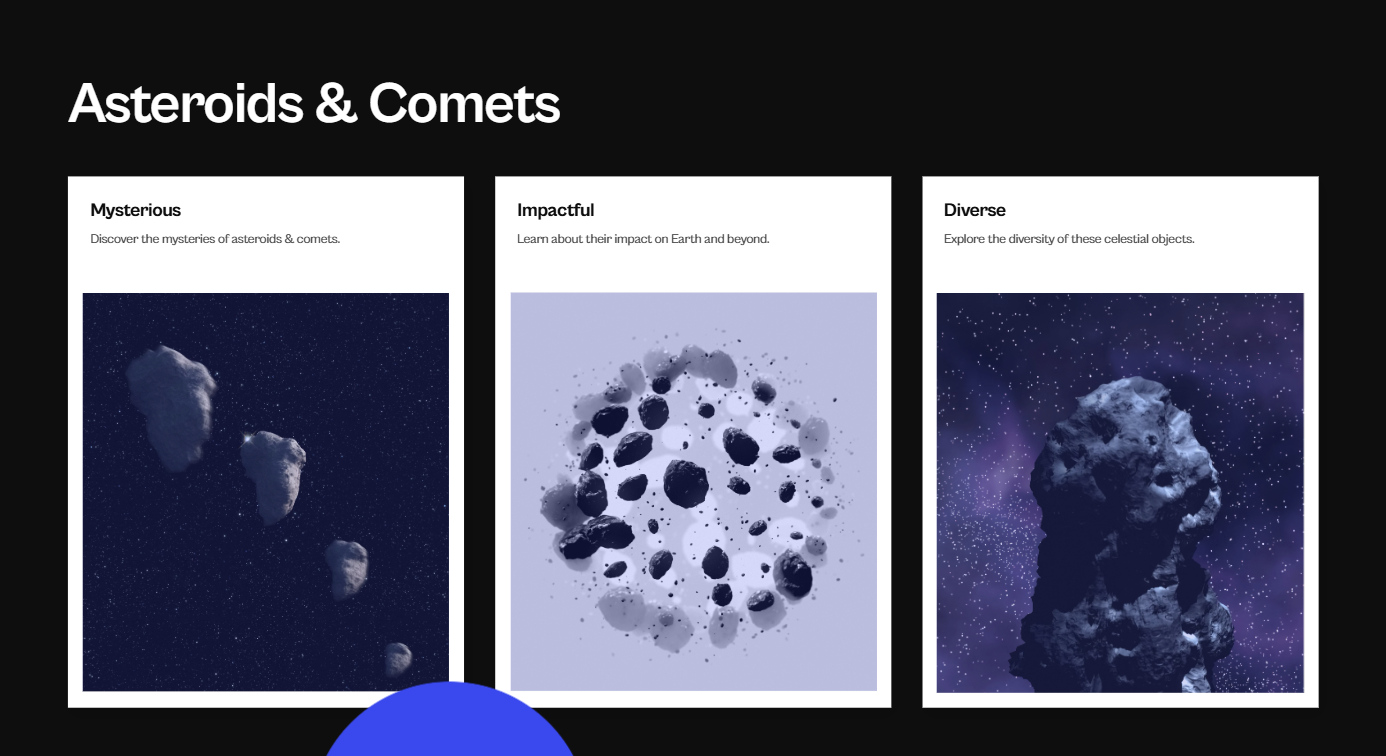 Asteroids & Comets
Mysterious
Discover the mysteries of asteroids & comets.
Impactful
Learn about their impact on Earth and beyond.
Diverse
Explore the diversity of these celestial objects.